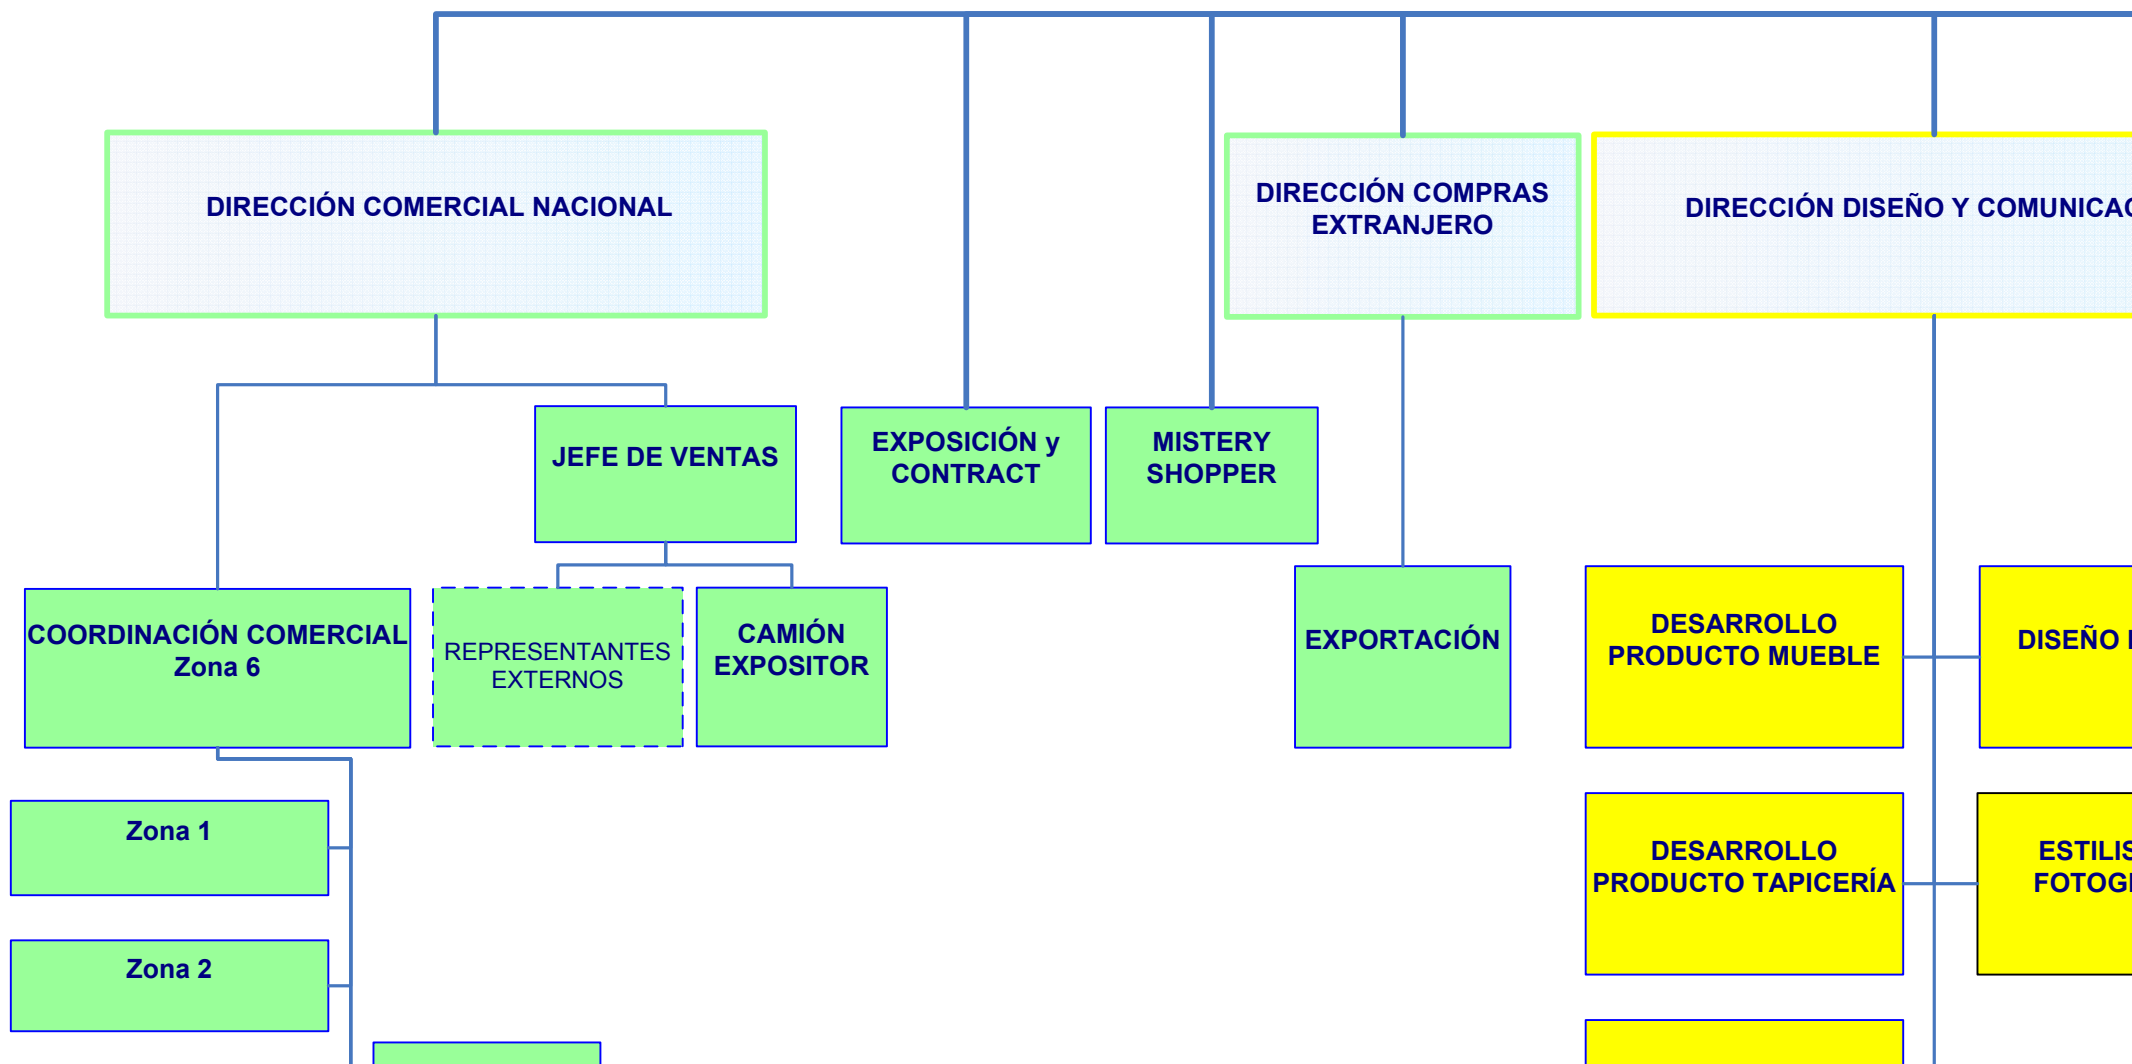 DIRECCIÓN COMERCIAL NACIONAL
DIRECCIÓN COMPRAS
EXTRANJERO
DIRECCIÓN DISEÑO Y
JEFE DE VENTAS
EXPOSICIÓN y
CONTRACT
MISTERY
SHOPPER
COORDINACIÓN COMERCIAL
Zona 6
REPRESENTANTES
EXTERNOS
CAMIÓN
EXPOSITOR
EXPORTACIÓN
DESARROLLO
PRODUCTO MUEBLE
DISEÑO
Zona 1
DESARROLLO
PRODUCTO TAPICERÍA
Zona 2